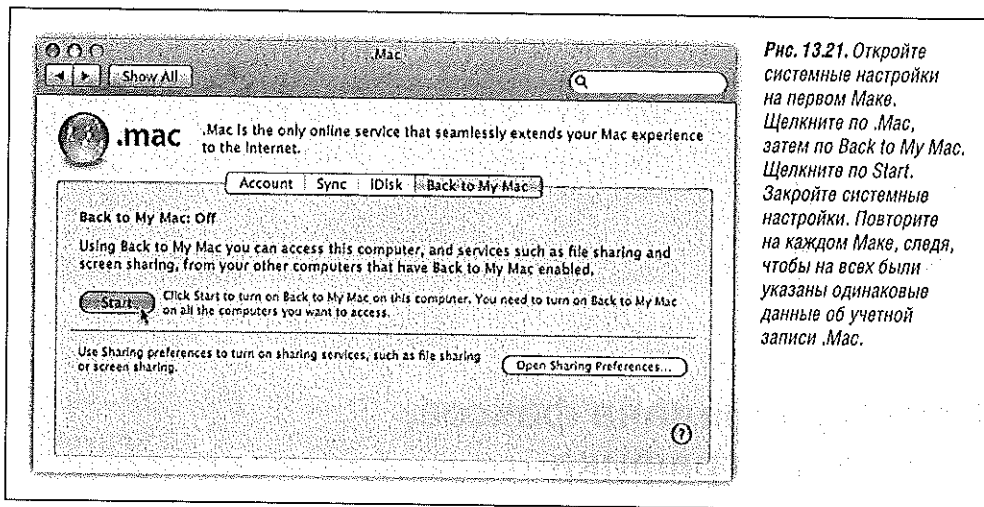 .Mac
Show All
.mac
.Mac is the only online service that seamlessly extends your Mac experience
to the Internet.
Account Sync iDisk Back to My Mac
Back to My Mac: Off
Using Back to My Mac you can access this computer, and services such as file sharing and
screen sharing, from your other computers that have Back to My Mac enabled.
Start
Click Start to turn on Back to My Mac on this computer. You need to turn on Back to My Mac
on all the computers you want to access.
Use Sharing preferences to turn on sharing services, such as file sharing
or screen sharing.
Open Sharing Preferences...
?
Рис. 13.21. Откройте
системные настройки
на первом Маке.
Щелкните по .Mac,
затем по Back to My Mac.
Щелкните по Start.
Закройте системные
настройки. Повторите
на каждом Маке, следя,
чтобы на всех были
указаны одинаковые
данные об учетной
записи .Mac.